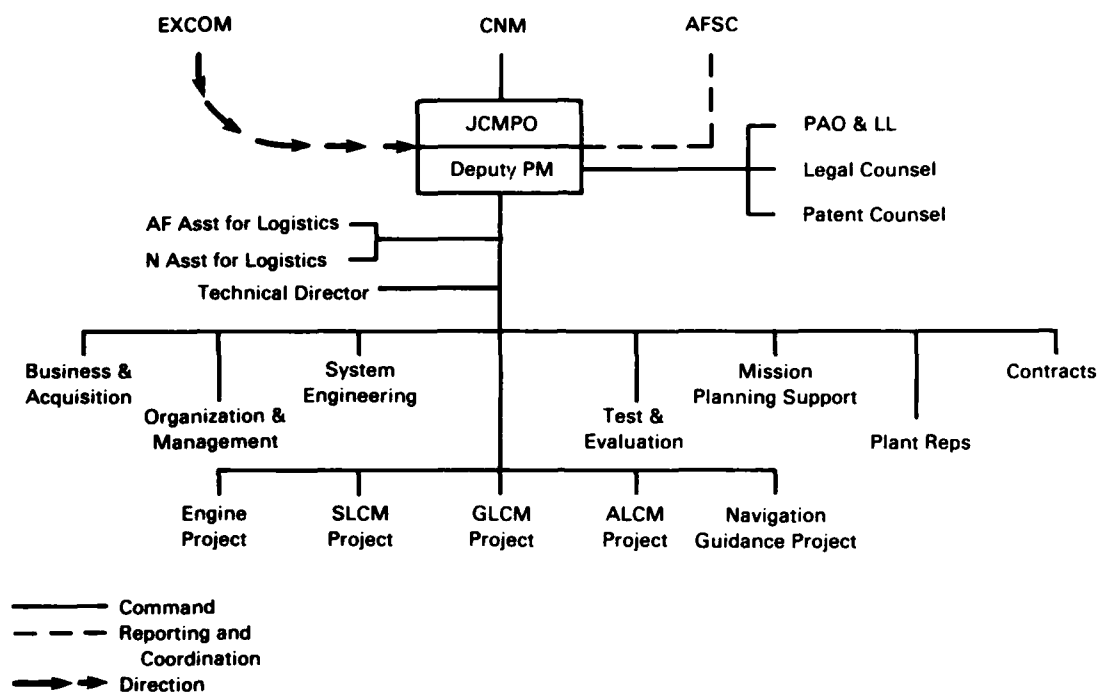 EXCOM
CNM
AFSC
JCMPO
Deputy PM
PAO & LL
Legal Counsel
Patent Counsel
AF Asst for Logistics
N Asst for Logistics
Technical Director
Business &
Acquisition
Organization &
Management
System
Engineering
Test &
Evaluation
Mission
Planning Support
Plant Reps
Contracts
Engine
Project
SLCM
Project
GLCM
Project
ALCM
Project
Navigation
Guidance Project
Command
Reporting and
Coordination
Direction